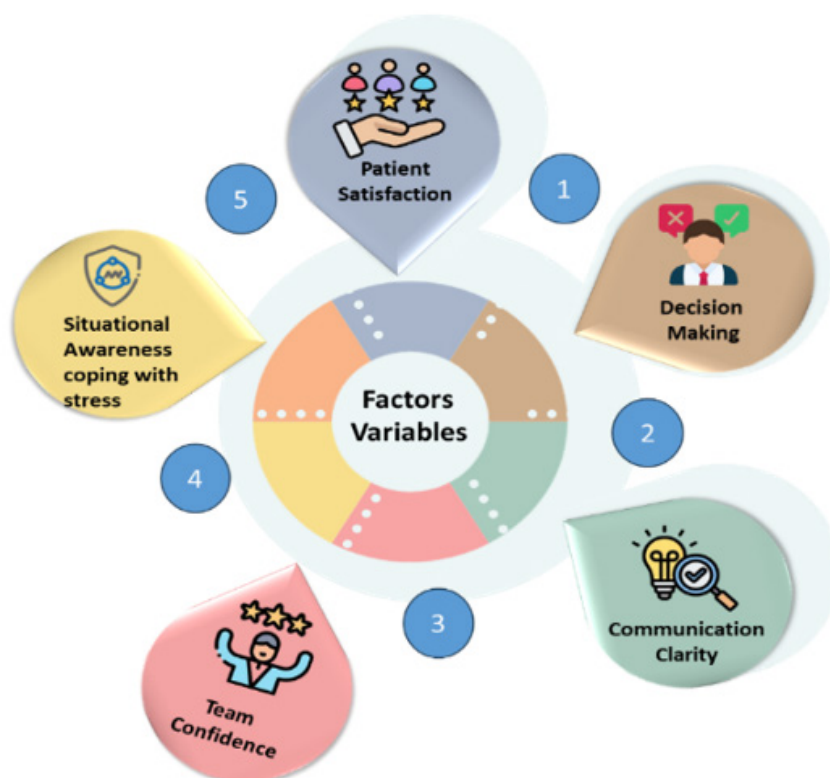 Patient
Satisfaction
5
1
Decision
Making
Situational
Awareness
coping with
stress
Factors
Variables
2
4
Communication
Clarity
3
Team
Confidence